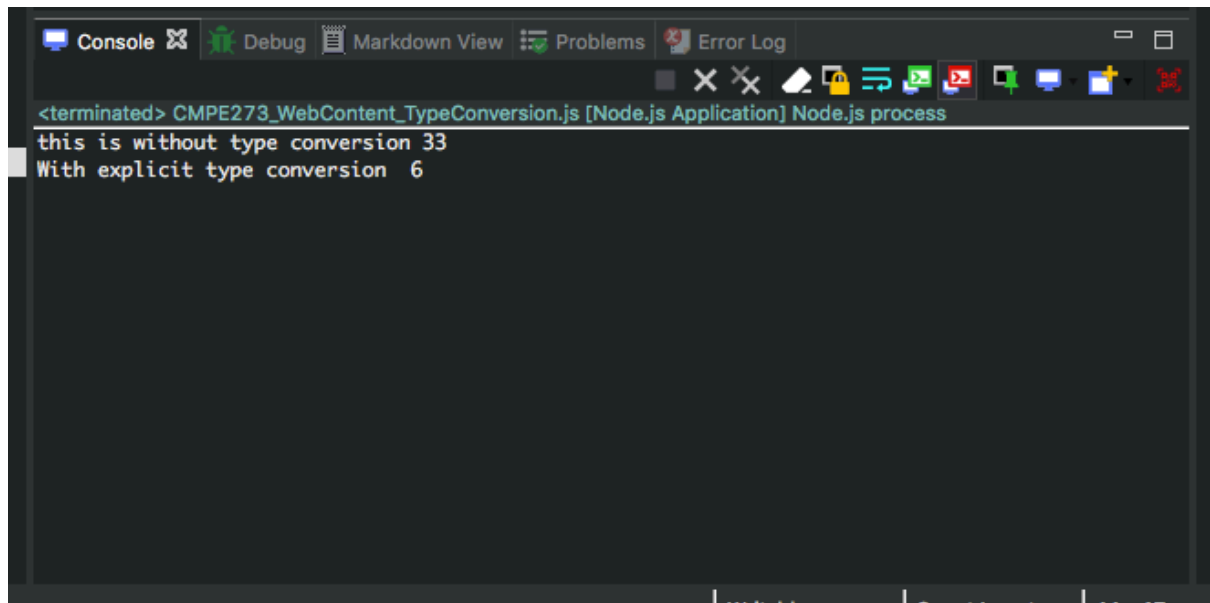 Console Debug Markdown View Problems Error Log
<terminated> CMPE273_WebContent_TypeConversion.js [Node.js Application] Node.js process
this is without type conversion 33
With explicit type conversion  6